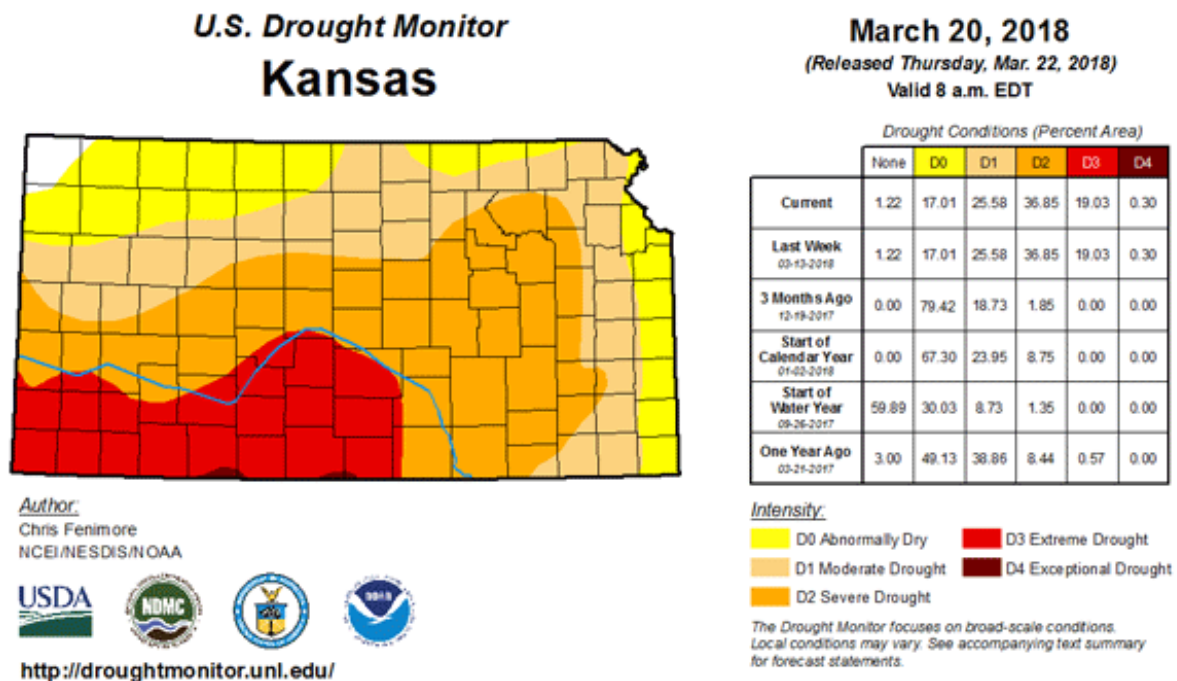 U.S. Drought Monitor
Kansas
March 20, 2018
(Released Thursday, Mar. 22, 2018)
Valid 8 a.m. EDT
Drought Conditions (Percent Area)
None D0 D1 D2 D3 D4
Current 1.22 17.01 25.58 36.85 19.03 0.30
Last Week
03-13-2018 1.22 17.01 25.58 36.85 19.03 0.30
3 Months Ago
12-19-2017 0.00 79.42 18.73 1.85 0.00 0.00
Start of
Calendar Year
01-02-2018 0.00 67.30 23.95 8.75 0.00 0.00
Start of
Water Year
09-26-2017 59.89 30.03 8.73 1.35 0.00 0.00
One Year Ago
03-21-2017 3.00 49.13 38.86 8.44 0.57 0.00
Intensity:
D0 Abnormally Dry
D1 Moderate Drought
D2 Severe Drought
D3 Extreme Drought
D4 Exceptional Drought
The Drought Monitor focuses on broad-scale conditions.
Local conditions may vary. See accompanying text summary
for forecast statements.
Author:
Chris Fenimore
NCEI/NESDIS/NOAA
USDA
NDMC
NOAA
http://droughtmonitor.unl.edu/